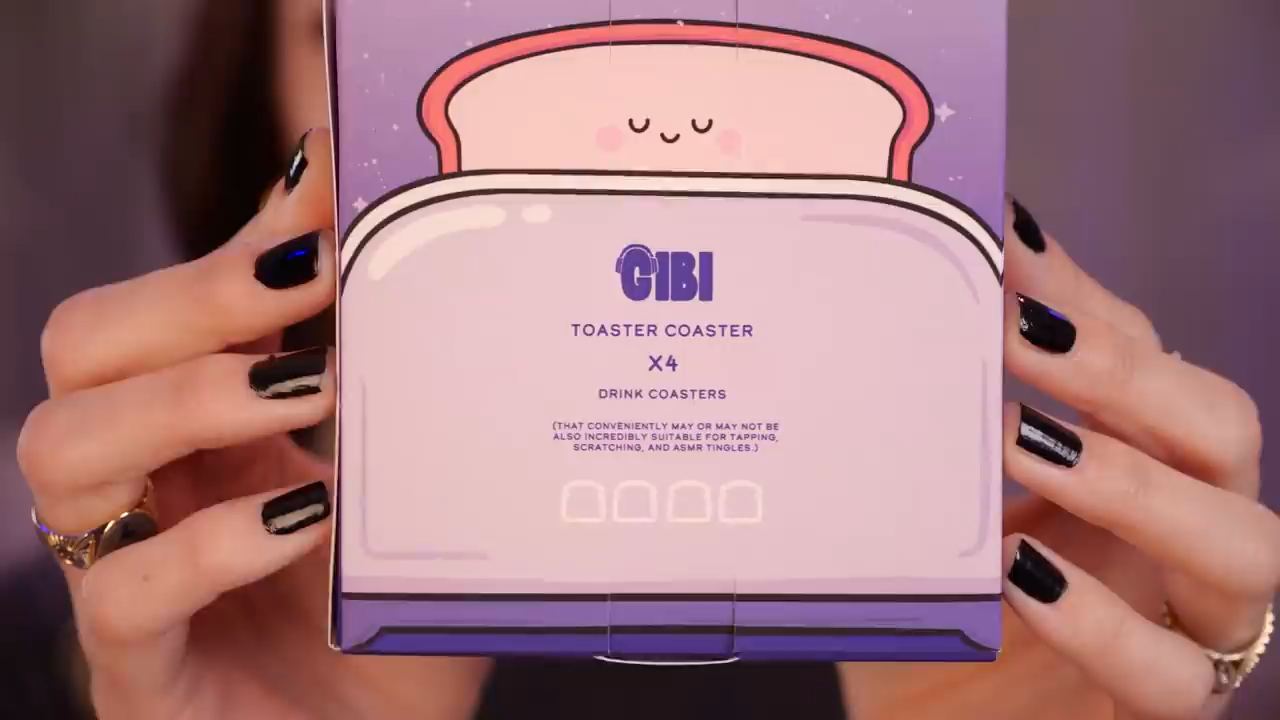 GIBI
TOASTER COASTER
X4
DRINK COASTERS
(THAT CONVENIENTLY MAY OR MAY NOT BE
ALSO INCREDIBLY SUITABLE FOR TAPPING,
SCRATCHING, AND ASMR TINGLES.)